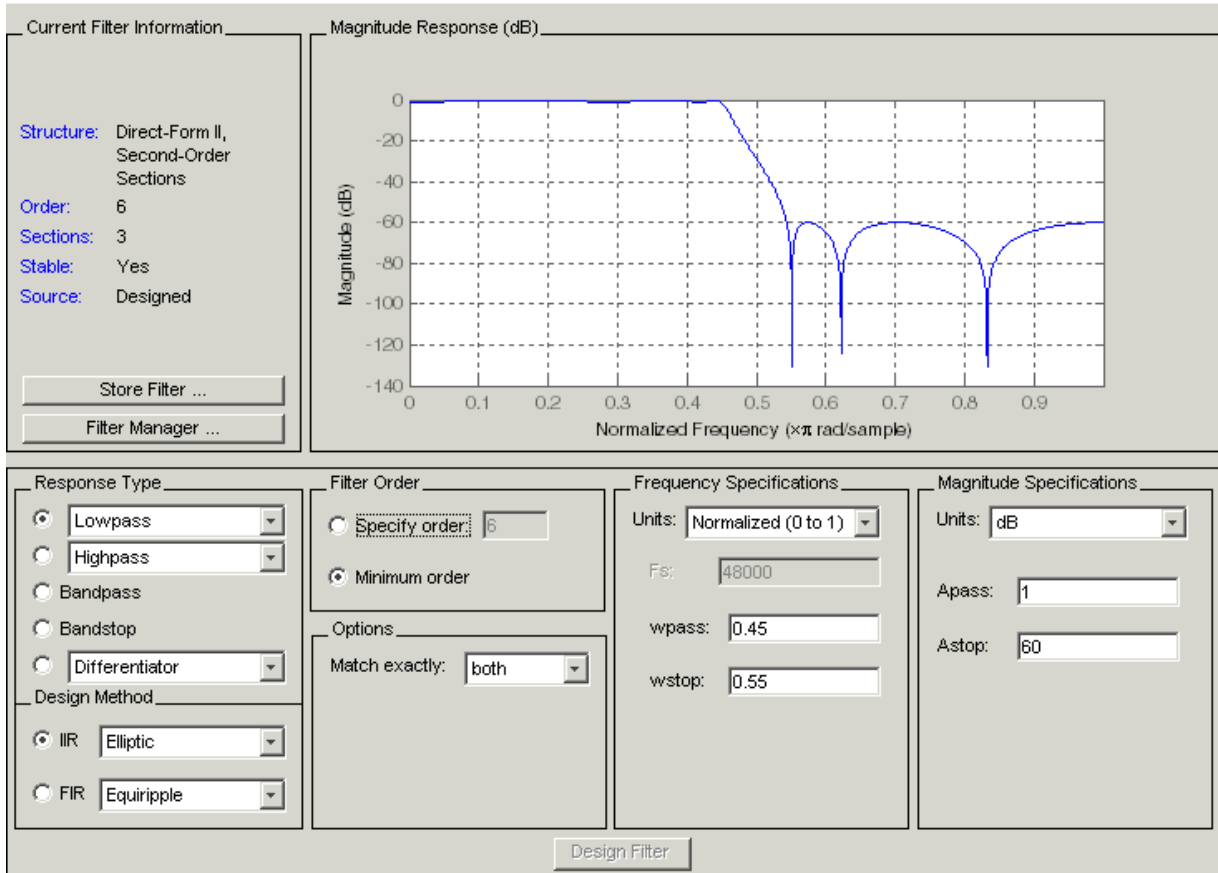 Current Filter Information
Structure: Direct-Form II,
Second-Order
Sections
Order: 6
Sections: 3
Stable: Yes
Source: Designed
Store Filter ...
Filter Manager ...
Magnitude Response (dB)
Magnitude (dB)
0
-20
-40
-60
-80
-100
-120
-140
0 0.1 0.2 0.3 0.4 0.5 0.6 0.7 0.8 0.9
Normalized Frequency (×π rad/sample)
Response Type
Lowpass
Highpass
Bandpass
Bandstop
Differentiator
Design Method
IIR Elliptic
FIR Equiripple
Filter Order
Specify order: 6
Minimum order
Options
Match exactly: both
Frequency Specifications
Units: Normalized (0 to 1)
Fs: 48000
wpass: 0.45
wstop: 0.55
Magnitude Specifications
Units: dB
Apass: 1
Astop: 60
Design Filter